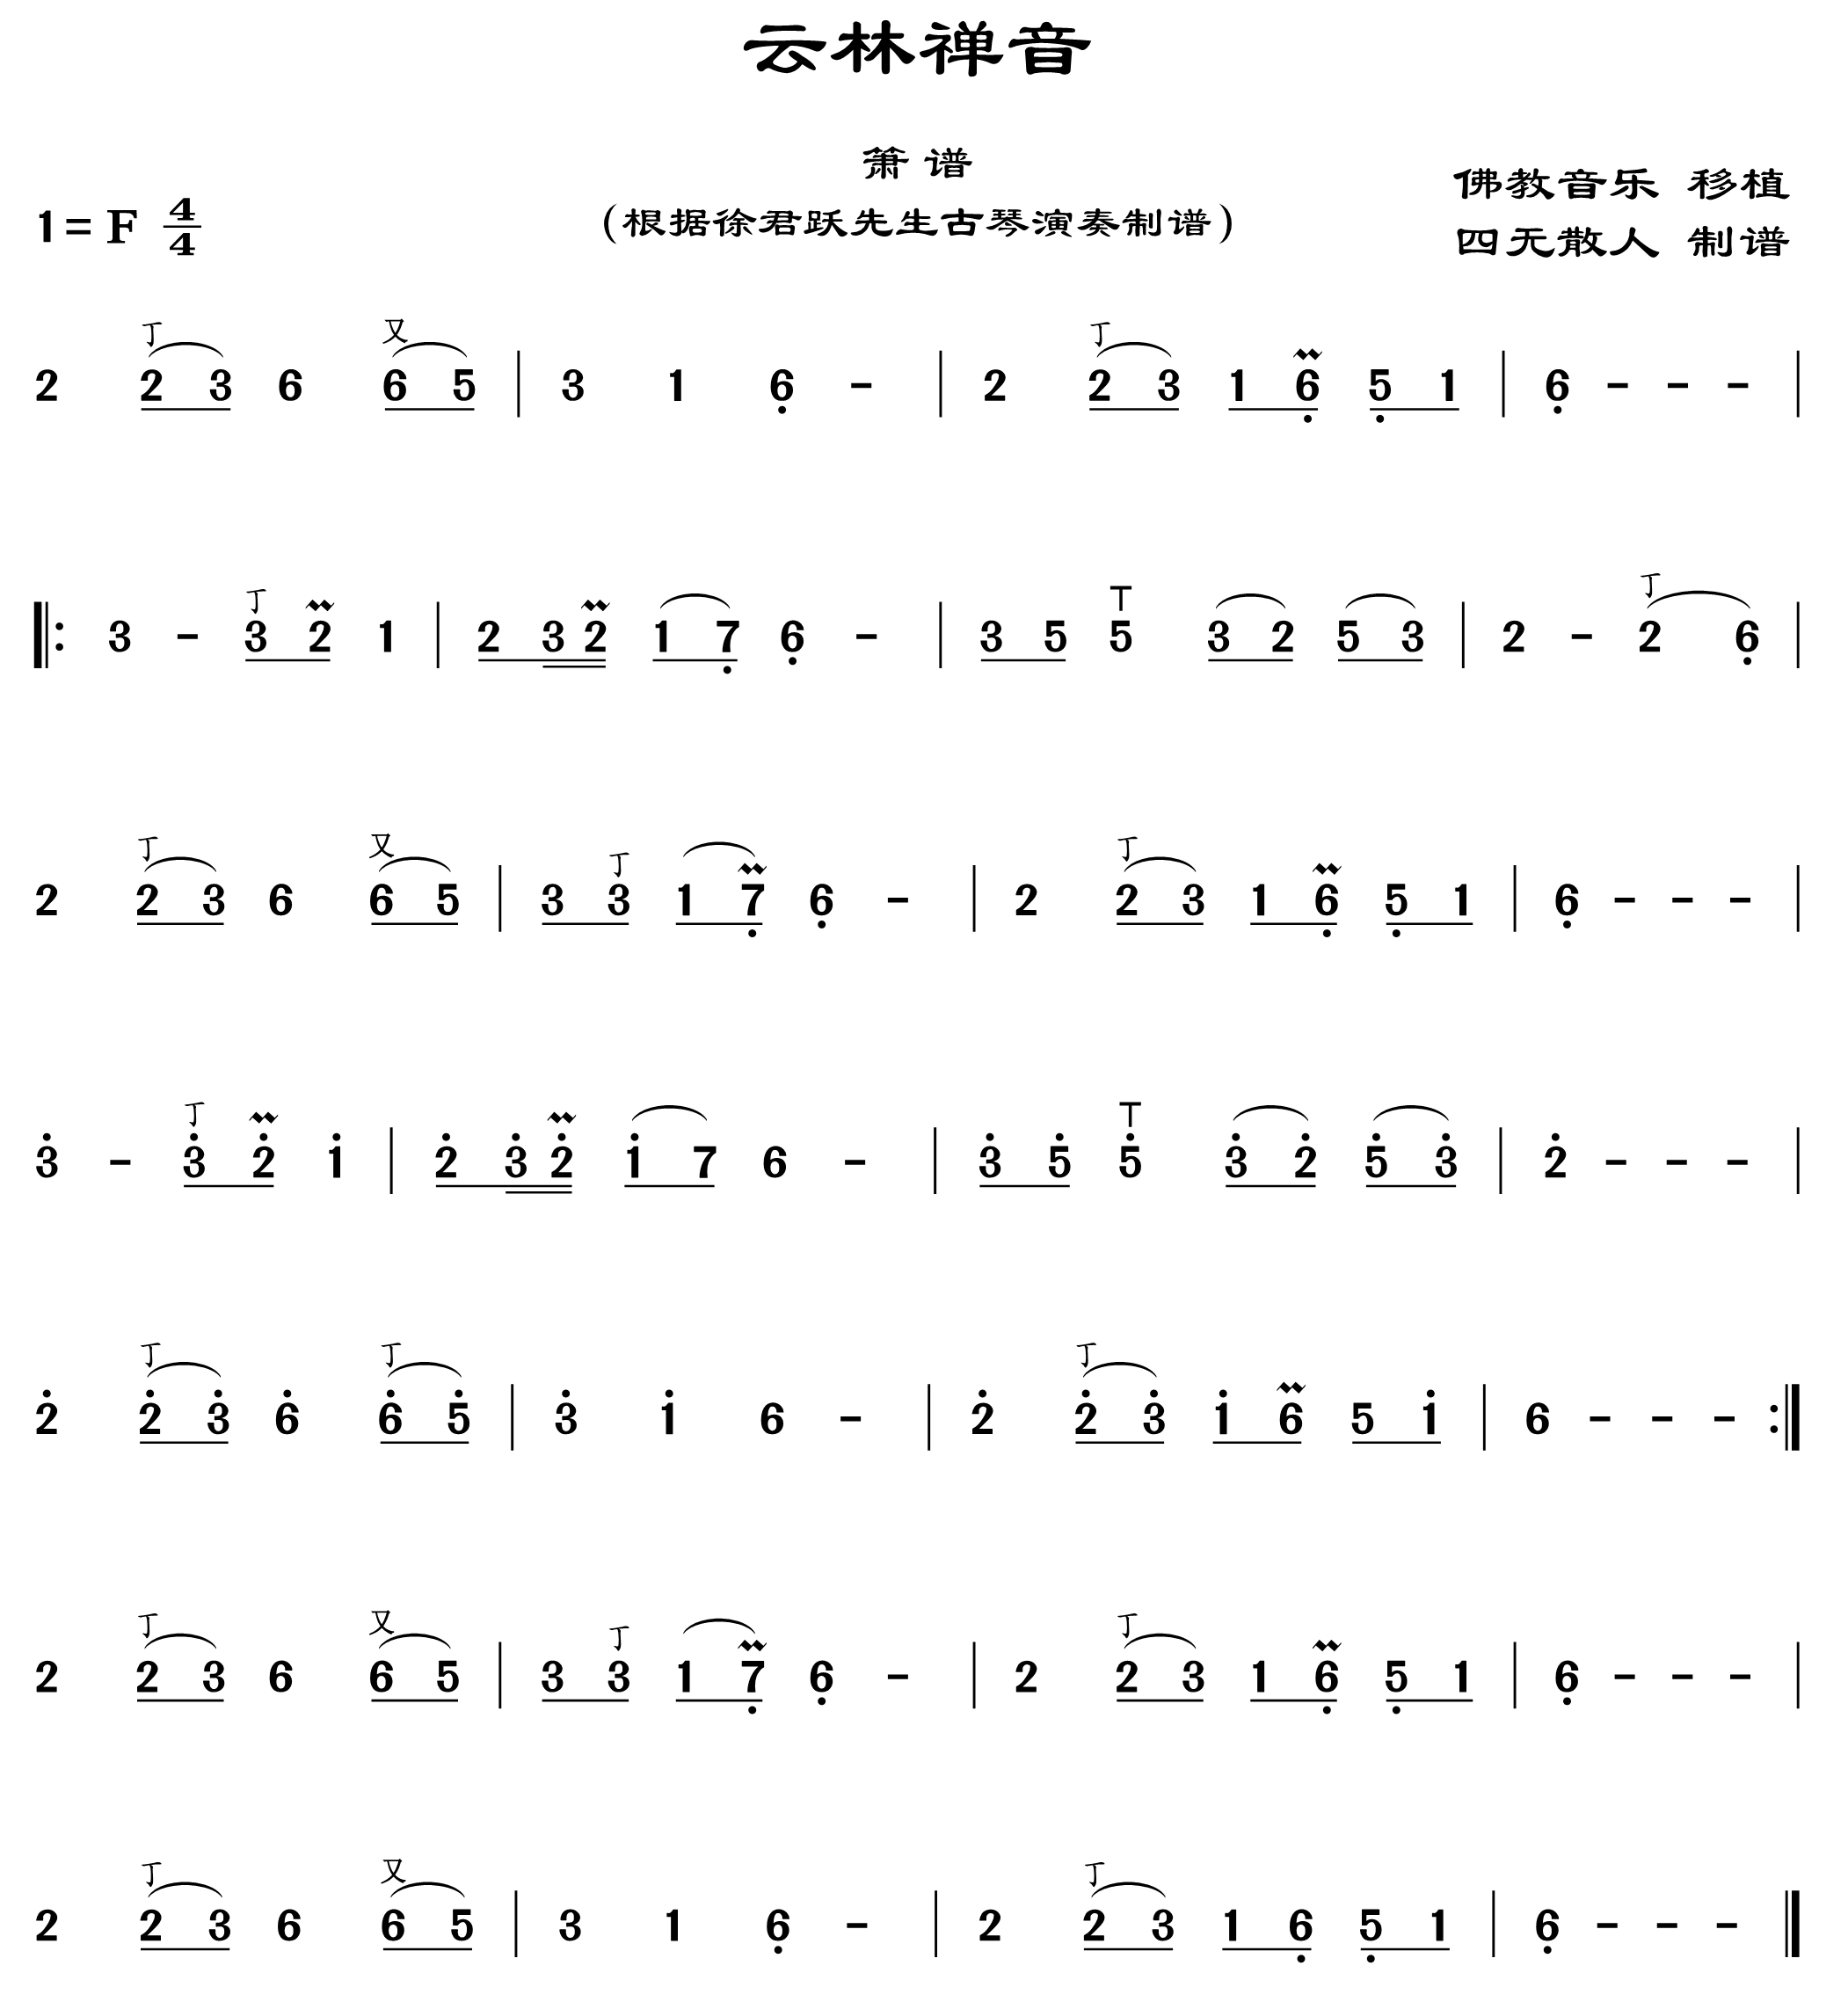 云林禅音
箫谱
(根据徐君跃先生古琴演奏制谱)
佛教音乐 移植
四无散人 制谱
1= F 4/4
丁 又 丁
2 2 3 6 6 5 | 3 1 6 - | 2 2 3 1 6 5 1 | 6 - - - |
丁 T 丁
|: 3 - 3 2 1 | 2 3 2 1 7 6 - | 3 5 5 3 2 5 3 | 2 - 2 6 |
丁 又 丁 丁
2 2 3 6 6 5 | 3 3 1 7 6 - | 2 2 3 1 6 5 1 | 6 - - - |
丁 T
3 - 3 2 1 | 2 3 2 1 7 6 - | 3 5 5 3 2 5 3 | 2 - - - |
丁 丁 丁
2 2 3 6 6 5 | 3 1 6 - | 2 2 3 1 6 5 1 | 6 - - - :|
丁 又 丁 丁
2 2 3 6 6 5 | 3 3 1 7 6 - | 2 2 3 1 6 5 1 | 6 - - - |
丁 又 丁
2 2 3 6 6 5 | 3 1 6 - | 2 2 3 1 6 5 1 | 6 - - - ||